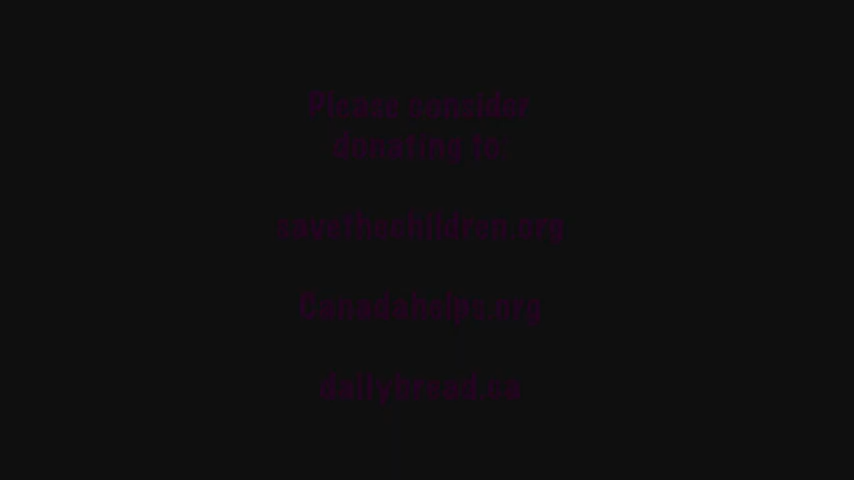 Please consider
donating to:
savethechildren.org
Canadahelps.org
dailybread.ca